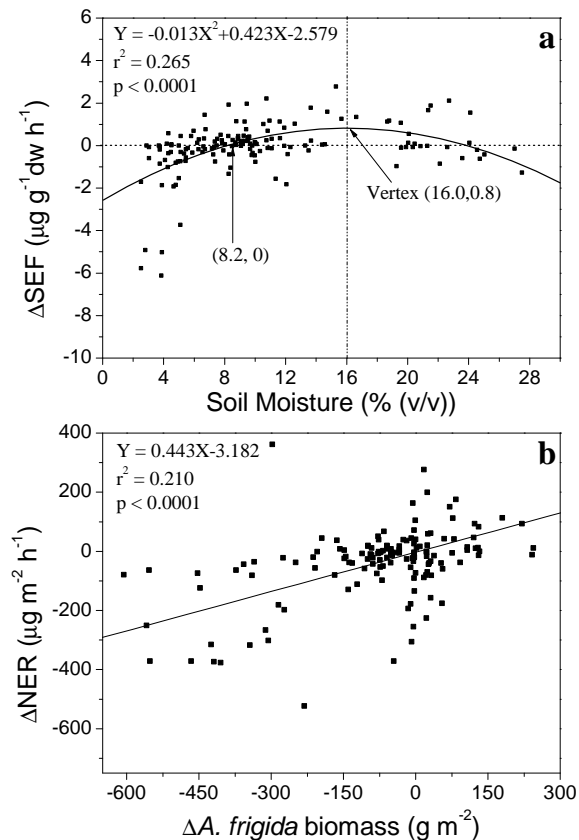 Y = -0.013X²+0.423X-2.579
a
r² = 0.265
p < 0.0001
4
2
0
-2
-4
-6
-8
-10
ΔSEF (μg g⁻¹dw h⁻¹)
Vertex (16.0,0.8)
(8.2, 0)
0 4 8 12 16 20 24 28
Soil Moisture (% (v/v))
Y = 0.443X-3.182
b
r² = 0.210
p < 0.0001
400
200
0
-200
-400
-600
ΔNER (μg m⁻² h⁻¹)
-600 -450 -300 -150 0 150 300
ΔA. frigida biomass (g m⁻²)